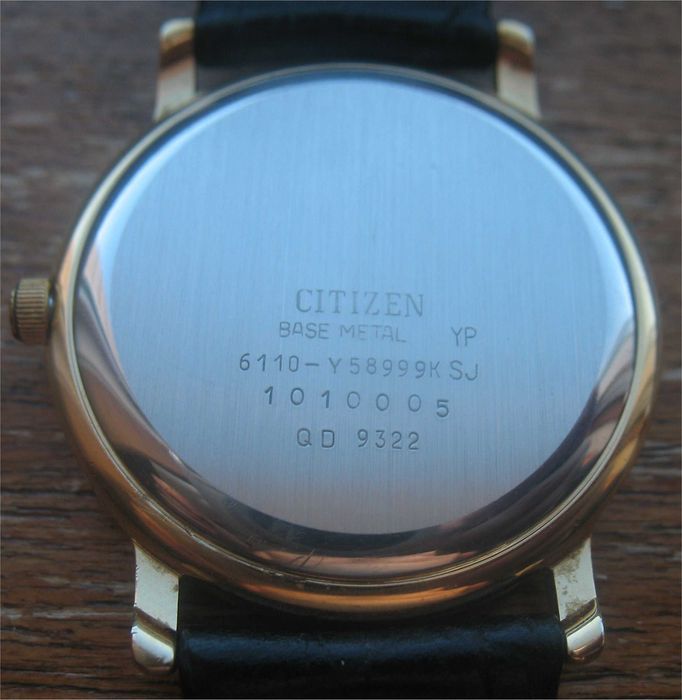 CITIZEN
BASE METAL YP
6110-Y58999K SJ
1010005
QD 9322